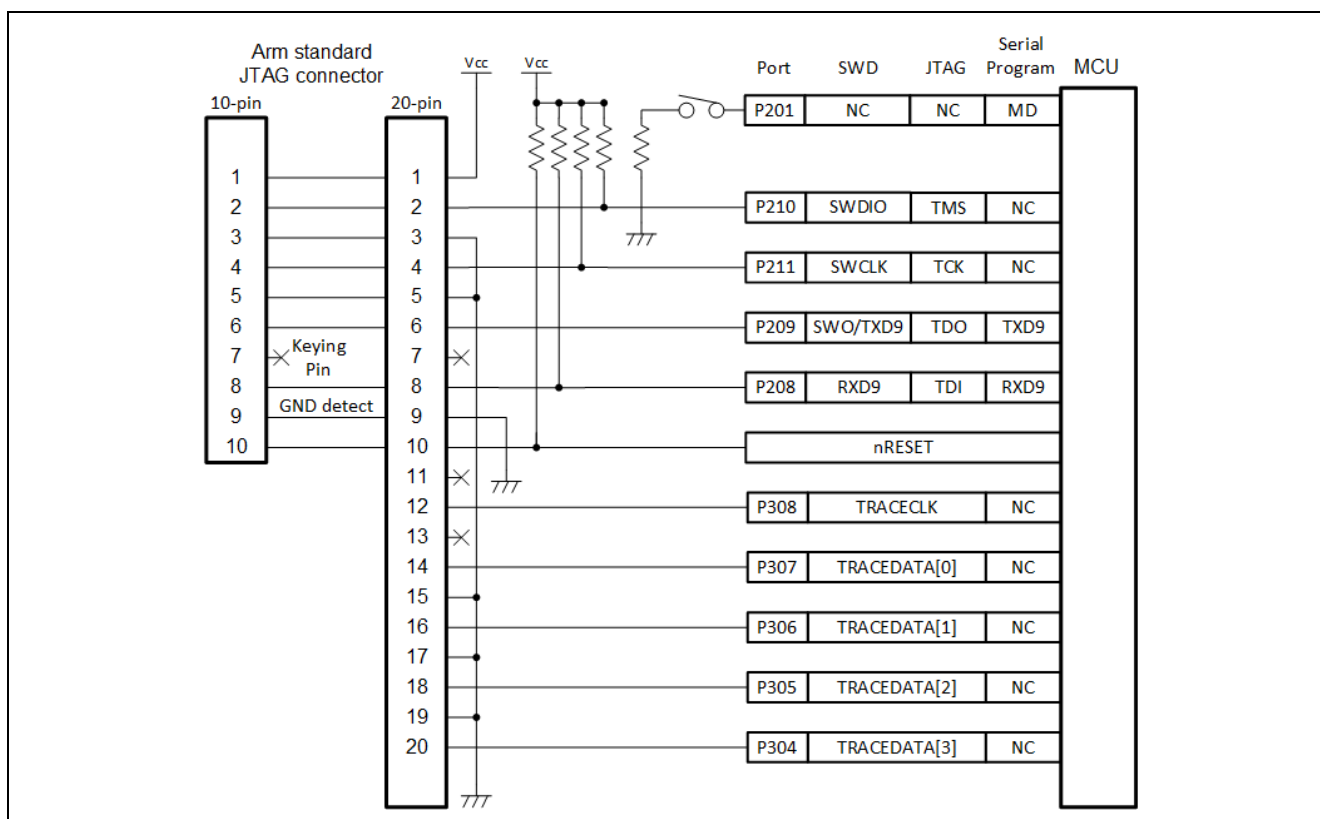 Arm standard
JTAG connector
10-pin
20-pin
Vcc
Vcc
Port
SWD
JTAG
Serial
Program
MCU
P201 NC NC MD
1 1
2 2 P210 SWDIO TMS NC
3 3
4 4 P211 SWCLK TCK NC
5 5
6 6 P209 SWO/TXD9 TDO TXD9
7 Keying
Pin
7
8 8 P208 RXD9 TDI RXD9
9 GND detect 9
10 10 nRESET
11
12 P308 TRACECLK NC
13
14 P307 TRACEDATA[0] NC
15
16 P306 TRACEDATA[1] NC
17
18 P305 TRACEDATA[2] NC
19
20 P304 TRACEDATA[3] NC